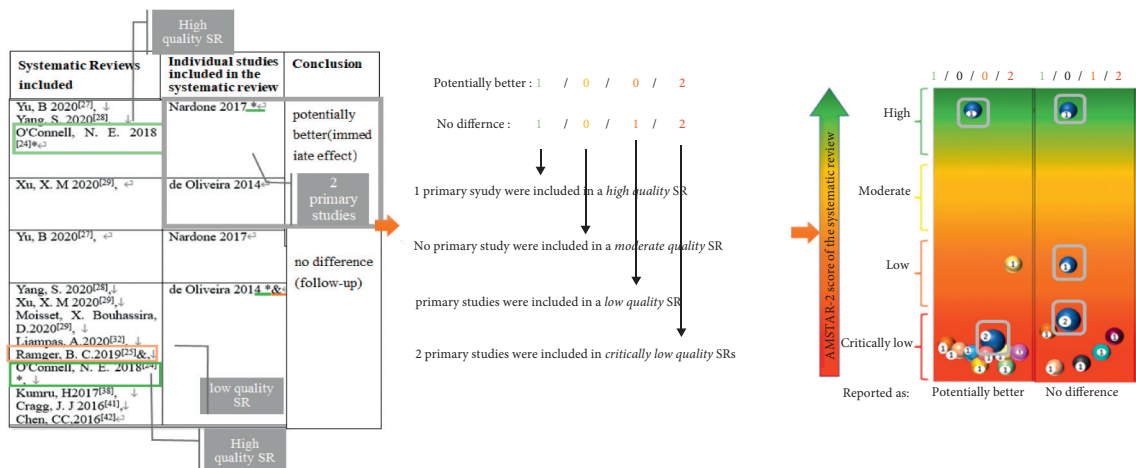 High
quality SR
Systematic Reviews
included
Individual studies
included in the
systematic review
Conclusion
Yu, B 2020[27], ↓
Yang, S. 2020[28] ↓
O'Connell, N. E. 2018
[24]*↵
Nardone 2017 *↵
potentially
better(immed
iate effect)
Xu, X. M 2020[29], ↵
de Oliveira 2014↵
2
primary
studies
Yu, B 2020[27], ↵
Nardone 2017↵
no difference
(follow-up)
Yang, S. 2020[28],↓
Xu, X. M 2020[29],↓
Moisset, X. Bouhassira,
D.2020[29], ↓
Liampas, A.2020[32], ↓
Ramger, B. C.2019[25]&,↓
O'Connell, N. E. 2018[24]
*, ↓
Kumru, H2017[38], ↓
Cragg, J. J 2016[41],↓
Chen, CC.2016[42]↵
de Oliveira 2014 *&↵
low quality
SR
High
quality SR
Potentially better : 1 / 0 / 0 / 2
No differnce : 1 / 0 / 1 / 2
1 primary syudy were included in a high quality SR
No primary study were included in a moderate quality SR
primary studies were included in a low quality SR
2 primary studies were included in critically low quality SRs
AMSTAR-2 score of the systematic review
1 / 0 / 0 / 2 1 / 0 / 1 / 2
High
1 1
Moderate
Low
1 1
Critically low
2
2
Reported as: Potentially better No difference